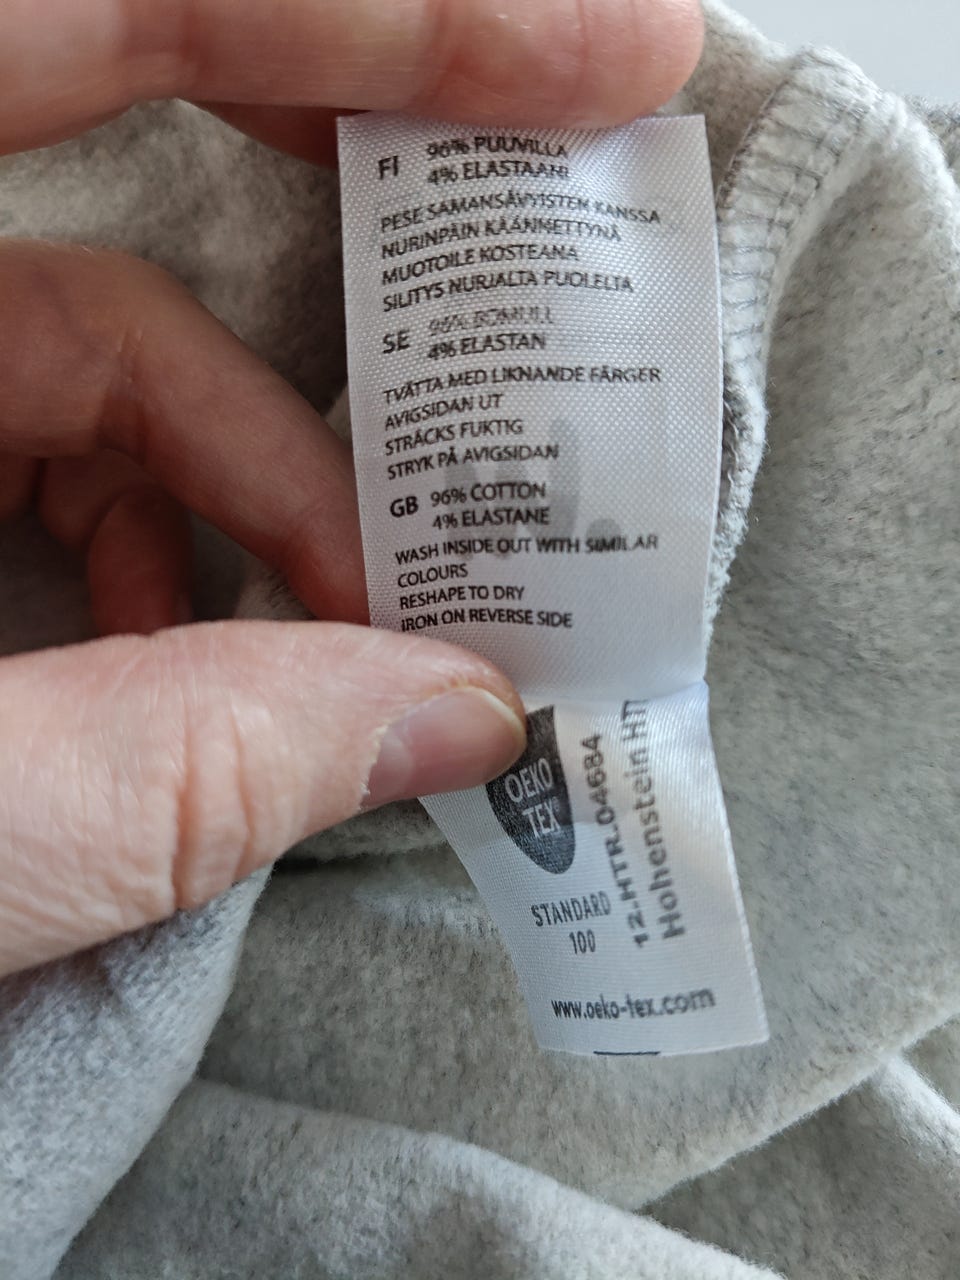 FI 96% PUUVILLA
4% ELASTAANI
PESE SAMANSÄVYISTEN KANSSA
NURINPÄIN KÄÄNNETTYNÄ
MUOTOILE KOSTEANA
SILITYS NURJALTA PUOLELTA
SE 96% BOMULL
4% ELASTAN
TVÄTTA MED LIKNANDE FÄRGER
AVIGSIDAN UT
STRÄCKS FUKTIG
STRYK PÅ AVIGSIDAN
GB 96% COTTON
4% ELASTANE
WASH INSIDE OUT WITH SIMILAR
COLOURS
RESHAPE TO DRY
IRON ON REVERSE SIDE
OEKO
TEX®
STANDARD
100
12-HTR.04684
Hohenstein HTT
www.oeko-tex.com